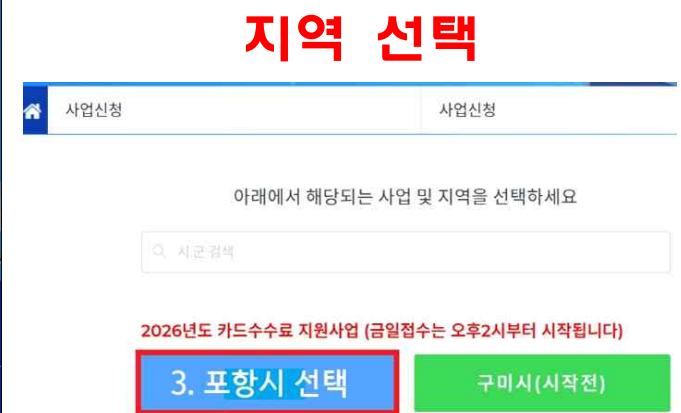 지역 선택
사업신청
사업신청
아래에서 해당되는 사업 및 지역을 선택하세요
시군 검색
2026년도 카드수수료 지원사업 (금일접수는 오후2시부터 시작됩니다)
3. 포항시 선택
구미시(시작전)